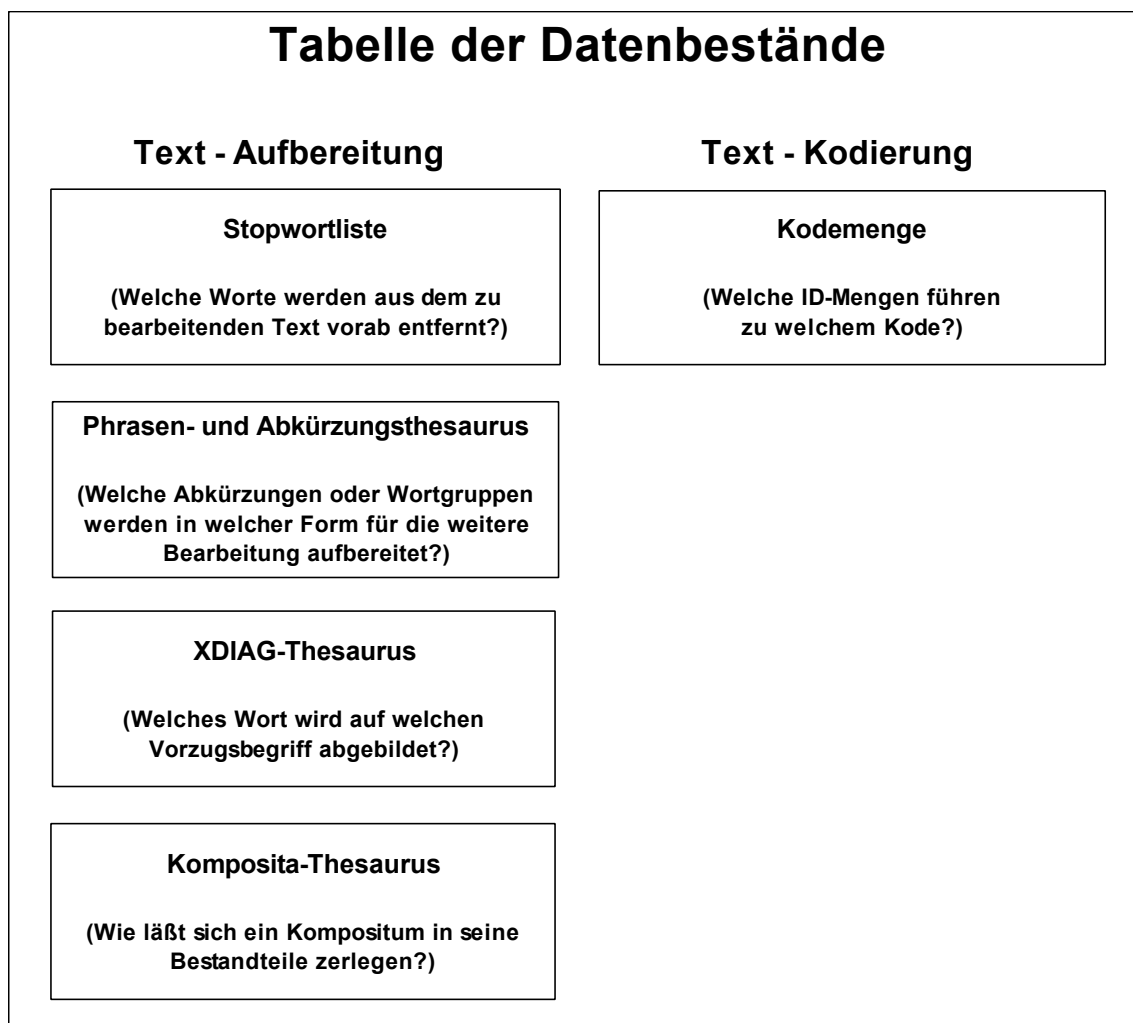 Tabelle der Datenbestände
Text - Aufbereitung
Stopwortliste
(Welche Worte werden aus dem zu
bearbeitenden Text vorab entfernt?)
Phrasen- und Abkürzungsthesaurus
(Welche Abkürzungen oder Wortgruppen
werden in welcher Form für die weitere
Bearbeitung aufbereitet?)
XDIAG-Thesaurus
(Welches Wort wird auf welchen
Vorzugsbegriff abgebildet?)
Komposita-Thesaurus
(Wie läßt sich ein Kompositum in seine
Bestandteile zerlegen?)
Text - Kodierung
Kodemenge
(Welche ID-Mengen führen
zu welchem Kode?)